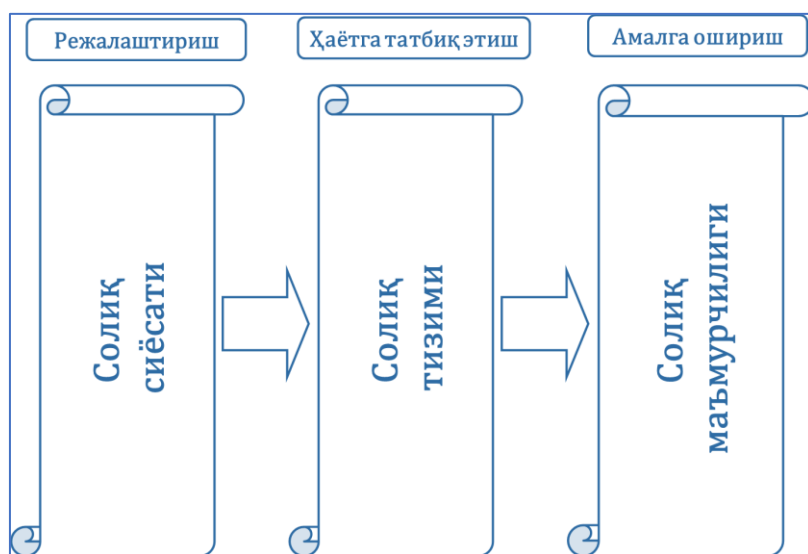 Режалаштириш
Ҳаётга татбиқ этиш
Амалга ошириш
Солиқ
сиёсати
Солиқ
тизими
Солиқ
маъмурчилиги